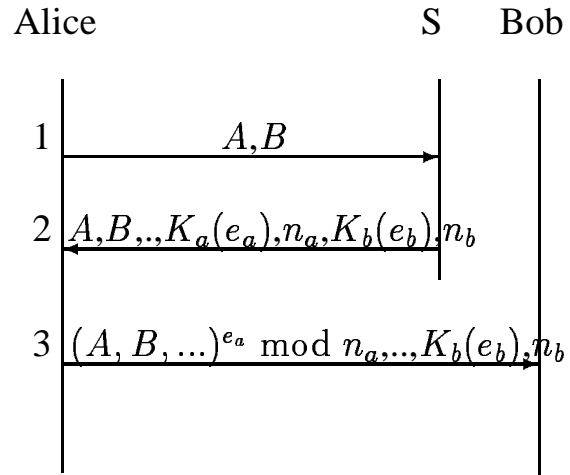 Alice S Bob
1 A,B
2 A,B,.,K_a(e_a),n_a,K_b(e_b),n_b
3 (A, B, ...)^{e_a} mod n_a,..,K_b(e_b),n_b